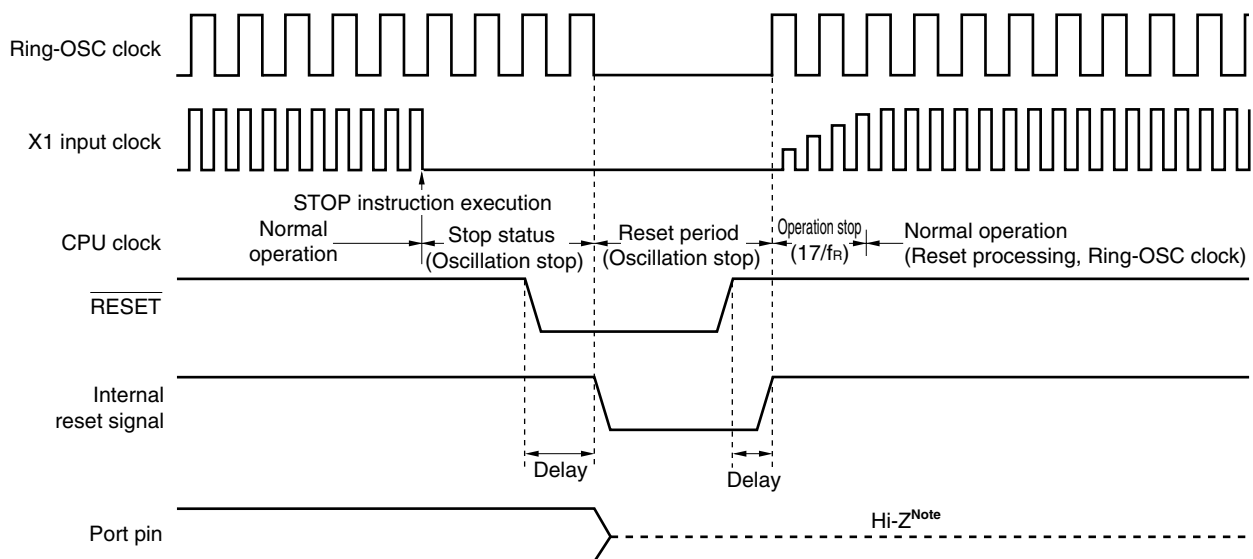 Ring-OSC clock
X1 input clock
STOP instruction execution
CPU clock
Normal
operation
Stop status
(Oscillation stop)
Reset period
(Oscillation stop)
Operation stop
(17/fR)
Normal operation
(Reset processing, Ring-OSC clock)
RESET
Internal
reset signal
Delay
Delay
Port pin
Hi-ZNote